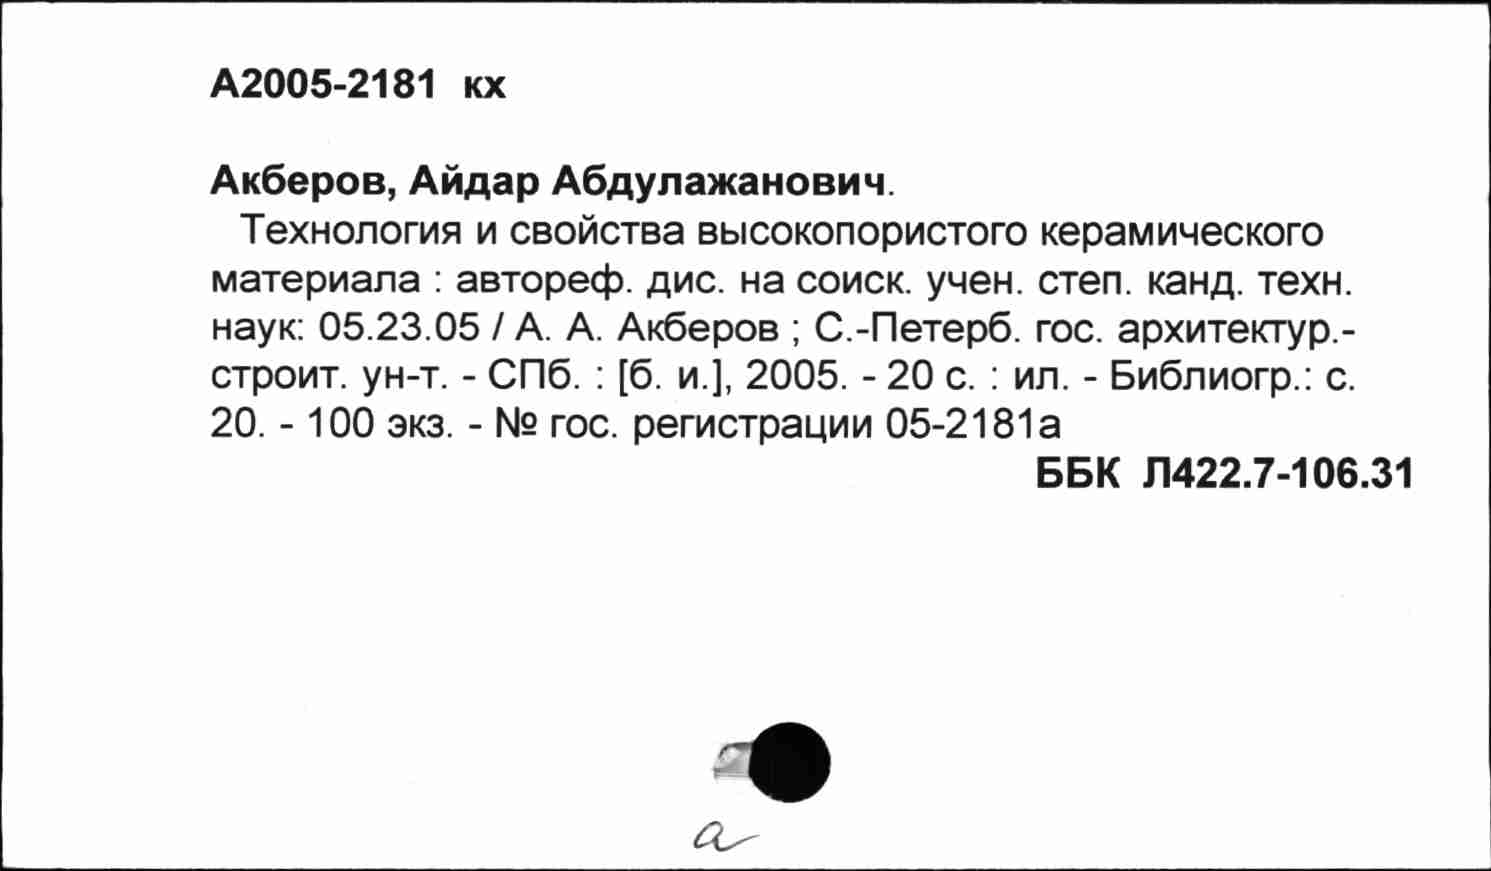 А2005-2181 кх
Акберов, Айдар Абдулажанович.
Технология и свойства высокопористого керамического
материала : автореф. дис. на соиск. учен. степ. канд. техн.
наук: 05.23.05 / А. А. Акберов ; С.-Петерб. гос. архитектур.-
строит. ун-т. - СПб. : [б. и.], 2005. - 20 с. : ил. - Библиогр.: с.
20. - 100 экз. - № гос. регистрации 05-2181а
ББК Л422.7-106.31
а